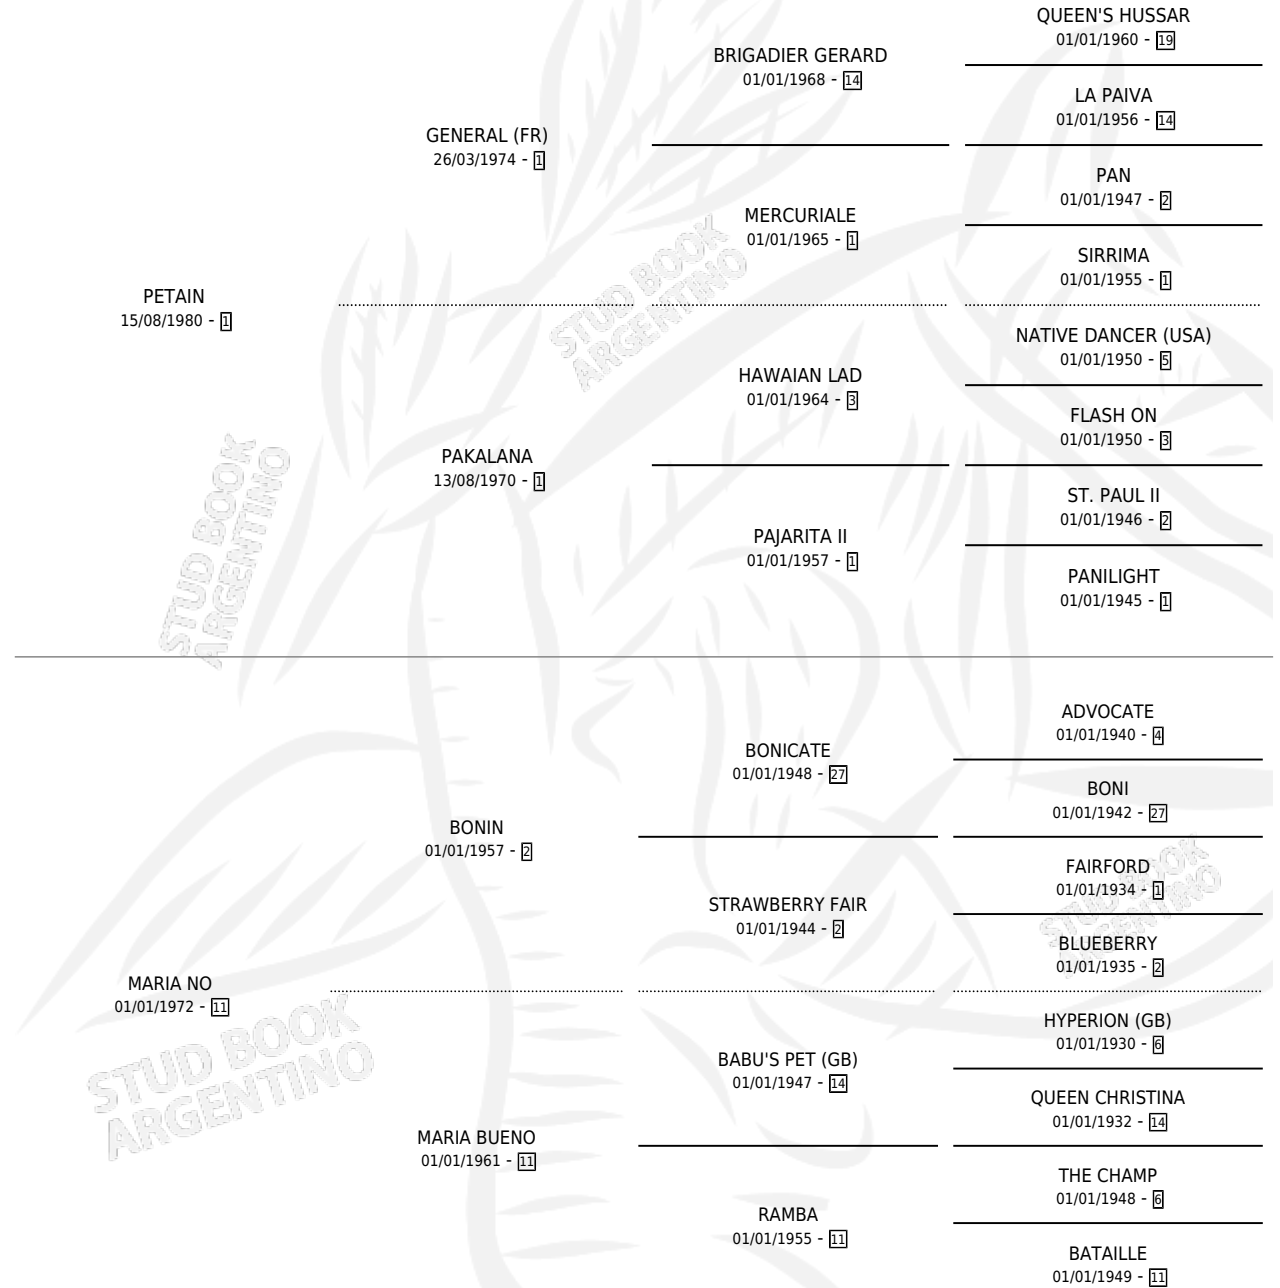 QUEEN'S HUSSAR
01/01/1960 - 19
BRIGADIER GERARD
01/01/1968 - 14
LA PAIVA
01/01/1956 - 14
GENERAL (FR)
26/03/1974 - 1
PAN
01/01/1947 - 2
MERCURIALE
01/01/1965 - 1
SIRRIMA
01/01/1955 - 1
PETAIN
15/08/1980 - 1
STUD BOOK
ARGENTINO
NATIVE DANCER (USA)
01/01/1950 - 5
HAWAIAN LAD
01/01/1964 - 3
FLASH ON
01/01/1950 - 3
PAKALANA
13/08/1970 - 1
ST. PAUL II
01/01/1946 - 2
PAJARITA II
01/01/1957 - 1
PANILIGHT
01/01/1945 - 1
STUD BOOK
ARGENTINO
ADVOCATE
01/01/1940 - 4
BONICATE
01/01/1948 - 27
BONI
01/01/1942 - 27
BONIN
01/01/1957 - 2
FAIRFORD
01/01/1934 - 1
STRAWBERRY FAIR
01/01/1944 - 2
BLUEBERRY
01/01/1935 - 2
STUD BOOK
ARGENTINO
MARIA NO
01/01/1972 - 11
HYPERION (GB)
01/01/1930 - 6
BABU'S PET (GB)
01/01/1947 - 14
QUEEN CHRISTINA
01/01/1932 - 14
STUD BOOK
ARGENTINO
MARIA BUENO
01/01/1961 - 11
THE CHAMP
01/01/1948 - 6
RAMBA
01/01/1955 - 11
BATAILLE
01/01/1949 - 11